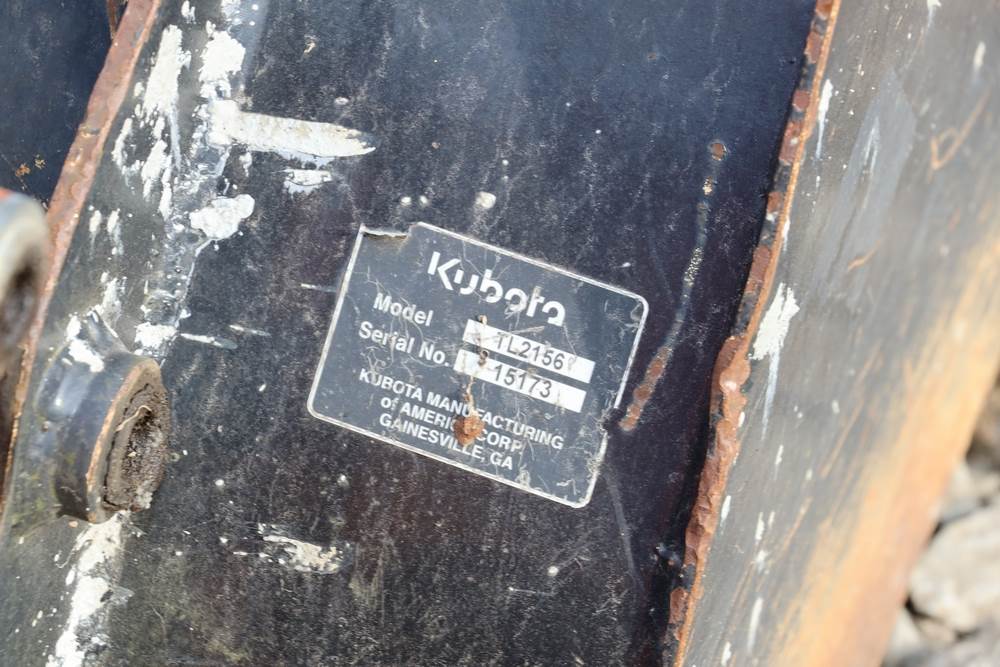 Kubota
Model TL2156
Serial No. 15173
KUBOTA MANUFACTURING
of AMERICA CORP
GAINESVILLE, GA